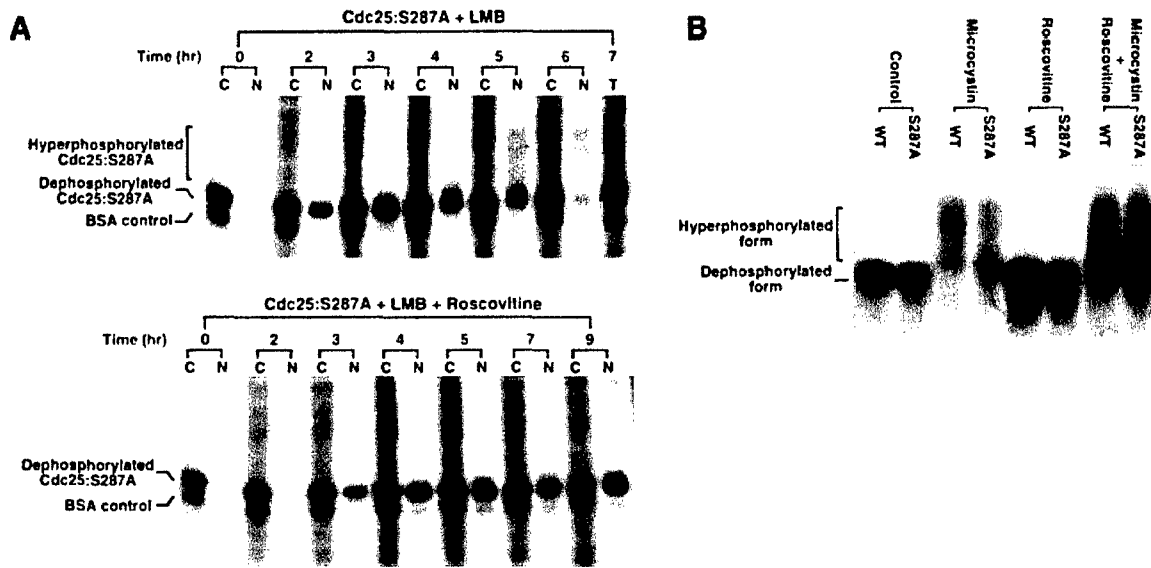 A
Cdc25:S287A + LMB
Time (hr) 0 2 3 4 5 6 7
C N C N C N C N C N C N T
Hyperphosphorylated
Cdc25:S287A
Dephosphorylated
Cdc25:S287A
BSA control
Cdc25:S287A + LMB + Roscovitine
Time (hr) 0 2 3 4 5 7 9
C N C N C N C N C N C N C N
Dephosphorylated
Cdc25:S287A
BSA control
B
Control
Microcystin
Roscovitine
Microcystin
+
Roscovitine
WT S287A WT S287A WT S287A WT S287A
Hyperphosphorylated
form
Dephosphorylated
form